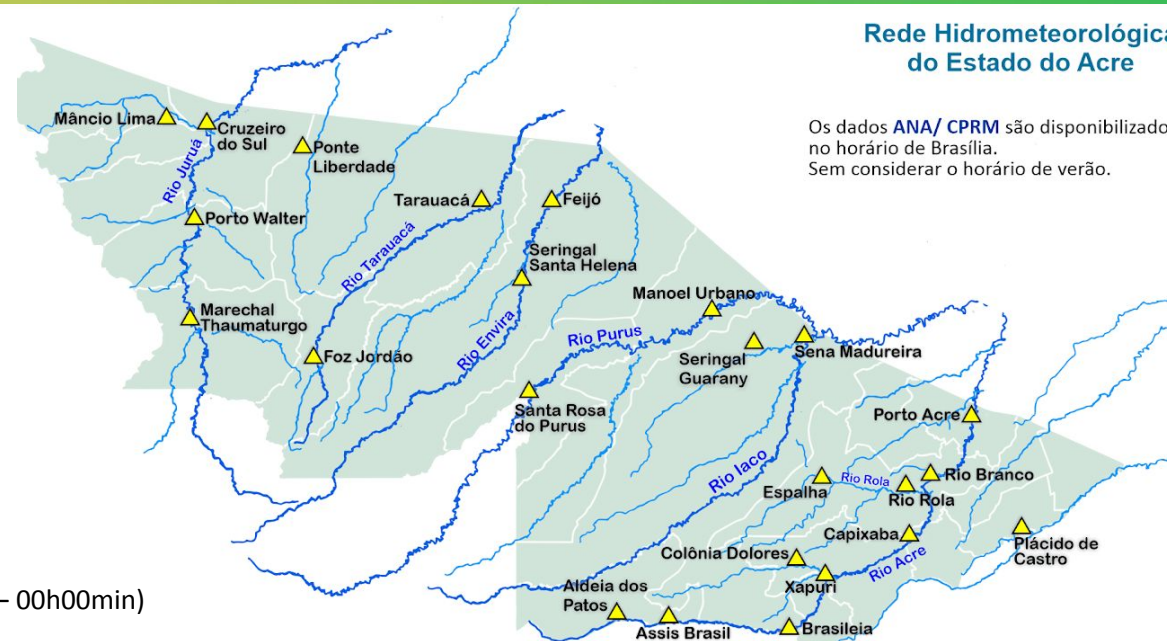 Rede Hidrometeorológica
do Estado do Acre
Os dados ANA/ CPRM são disponibilizado
no horário de Brasília.
Sem considerar o horário de verão.
Mâncio Lima
Cruzeiro
do Sul
Ponte
Liberdade
Rio Juruá
Porto Walter
Tarauacá
Feijó
Rio Tarauacá
Seringal
Santa Helena
Manoel Urbano
Marechal
Thaumaturgo
Foz Jordão
Rio Envira
Rio Purus
Seringal
Guarany
Sena Madureira
Santa Rosa
do Purus
Porto Acre
Rio Iaco
Espalha
Rio Rola
Rio Rola
Rio Branco
Capixaba
Plácido de
Castro
Colônia Dolores
Rio Acre
Xapuri
Aldeia dos
Patos
Assis Brasil
Brasileia
– 00h00min)